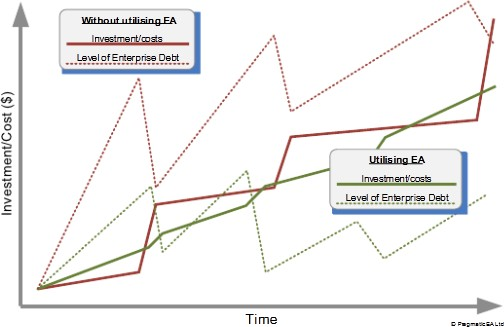 Without utilising EA
Investment/costs
Level of Enterprise Debt
Investment/Cost ($)
Utilising EA
Investment/costs
Level of Enterprise Debt
Time
© PragmaticEA Ltd